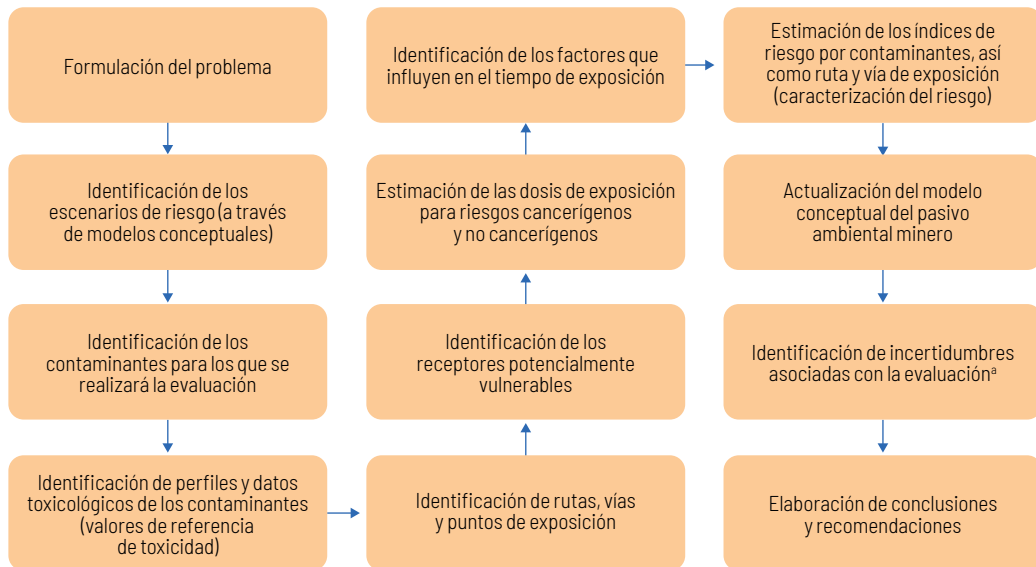 Formulación del problema
Identificación de los
escenarios de riesgo (a través
de modelos conceptuales)
Identificación de los
contaminantes para los que se
realizará la evaluación
Identificación de perfiles y datos
toxicológicos de los contaminantes
(valores de referencia
de toxicidad)
Identificación de rutas, vías
y puntos de exposición
Identificación de los
receptores potencialmente
vulnerables
Estimación de las dosis de exposición
para riesgos cancerígenos
y no cancerígenos
Identificación de los factores que
influyen en el tiempo de exposición
Estimación de los índices de
riesgo por contaminantes, así
como ruta y vía de exposición
(caracterización del riesgo)
Actualización del modelo
conceptual del pasivo
ambiental minero
Identificación de incertidumbres
asociadas con la evaluaciónª
Elaboración de conclusiones
y recomendaciones